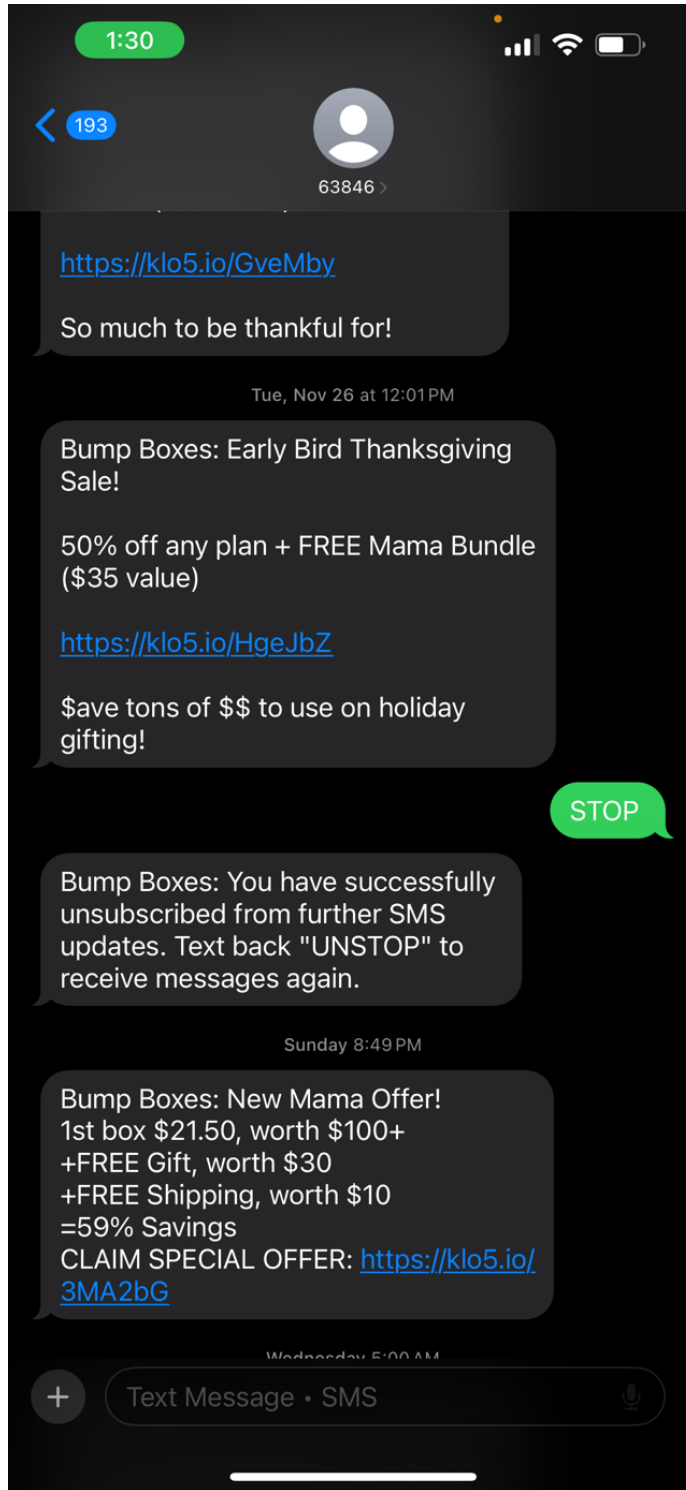 1:30
193
63846
https://klo5.io/GveMby
So much to be thankful for!
Tue, Nov 26 at 12:01 PM
Bump Boxes: Early Bird Thanksgiving
Sale!
50% off any plan + FREE Mama Bundle
($35 value)
https://klo5.io/HgeJbZ
$ave tons of $$ to use on holiday
gifting!
STOP
Bump Boxes: You have successfully
unsubscribed from further SMS
updates. Text back "UNSTOP" to
receive messages again.
Sunday 8:49 PM
Bump Boxes: New Mama Offer!
1st box $21.50, worth $100+
+FREE Gift, worth $30
+FREE Shipping, worth $10
=59% Savings
CLAIM SPECIAL OFFER: https://klo5.io/
3MA2bG
Wednesday 5:00 AM
Text Message • SMS